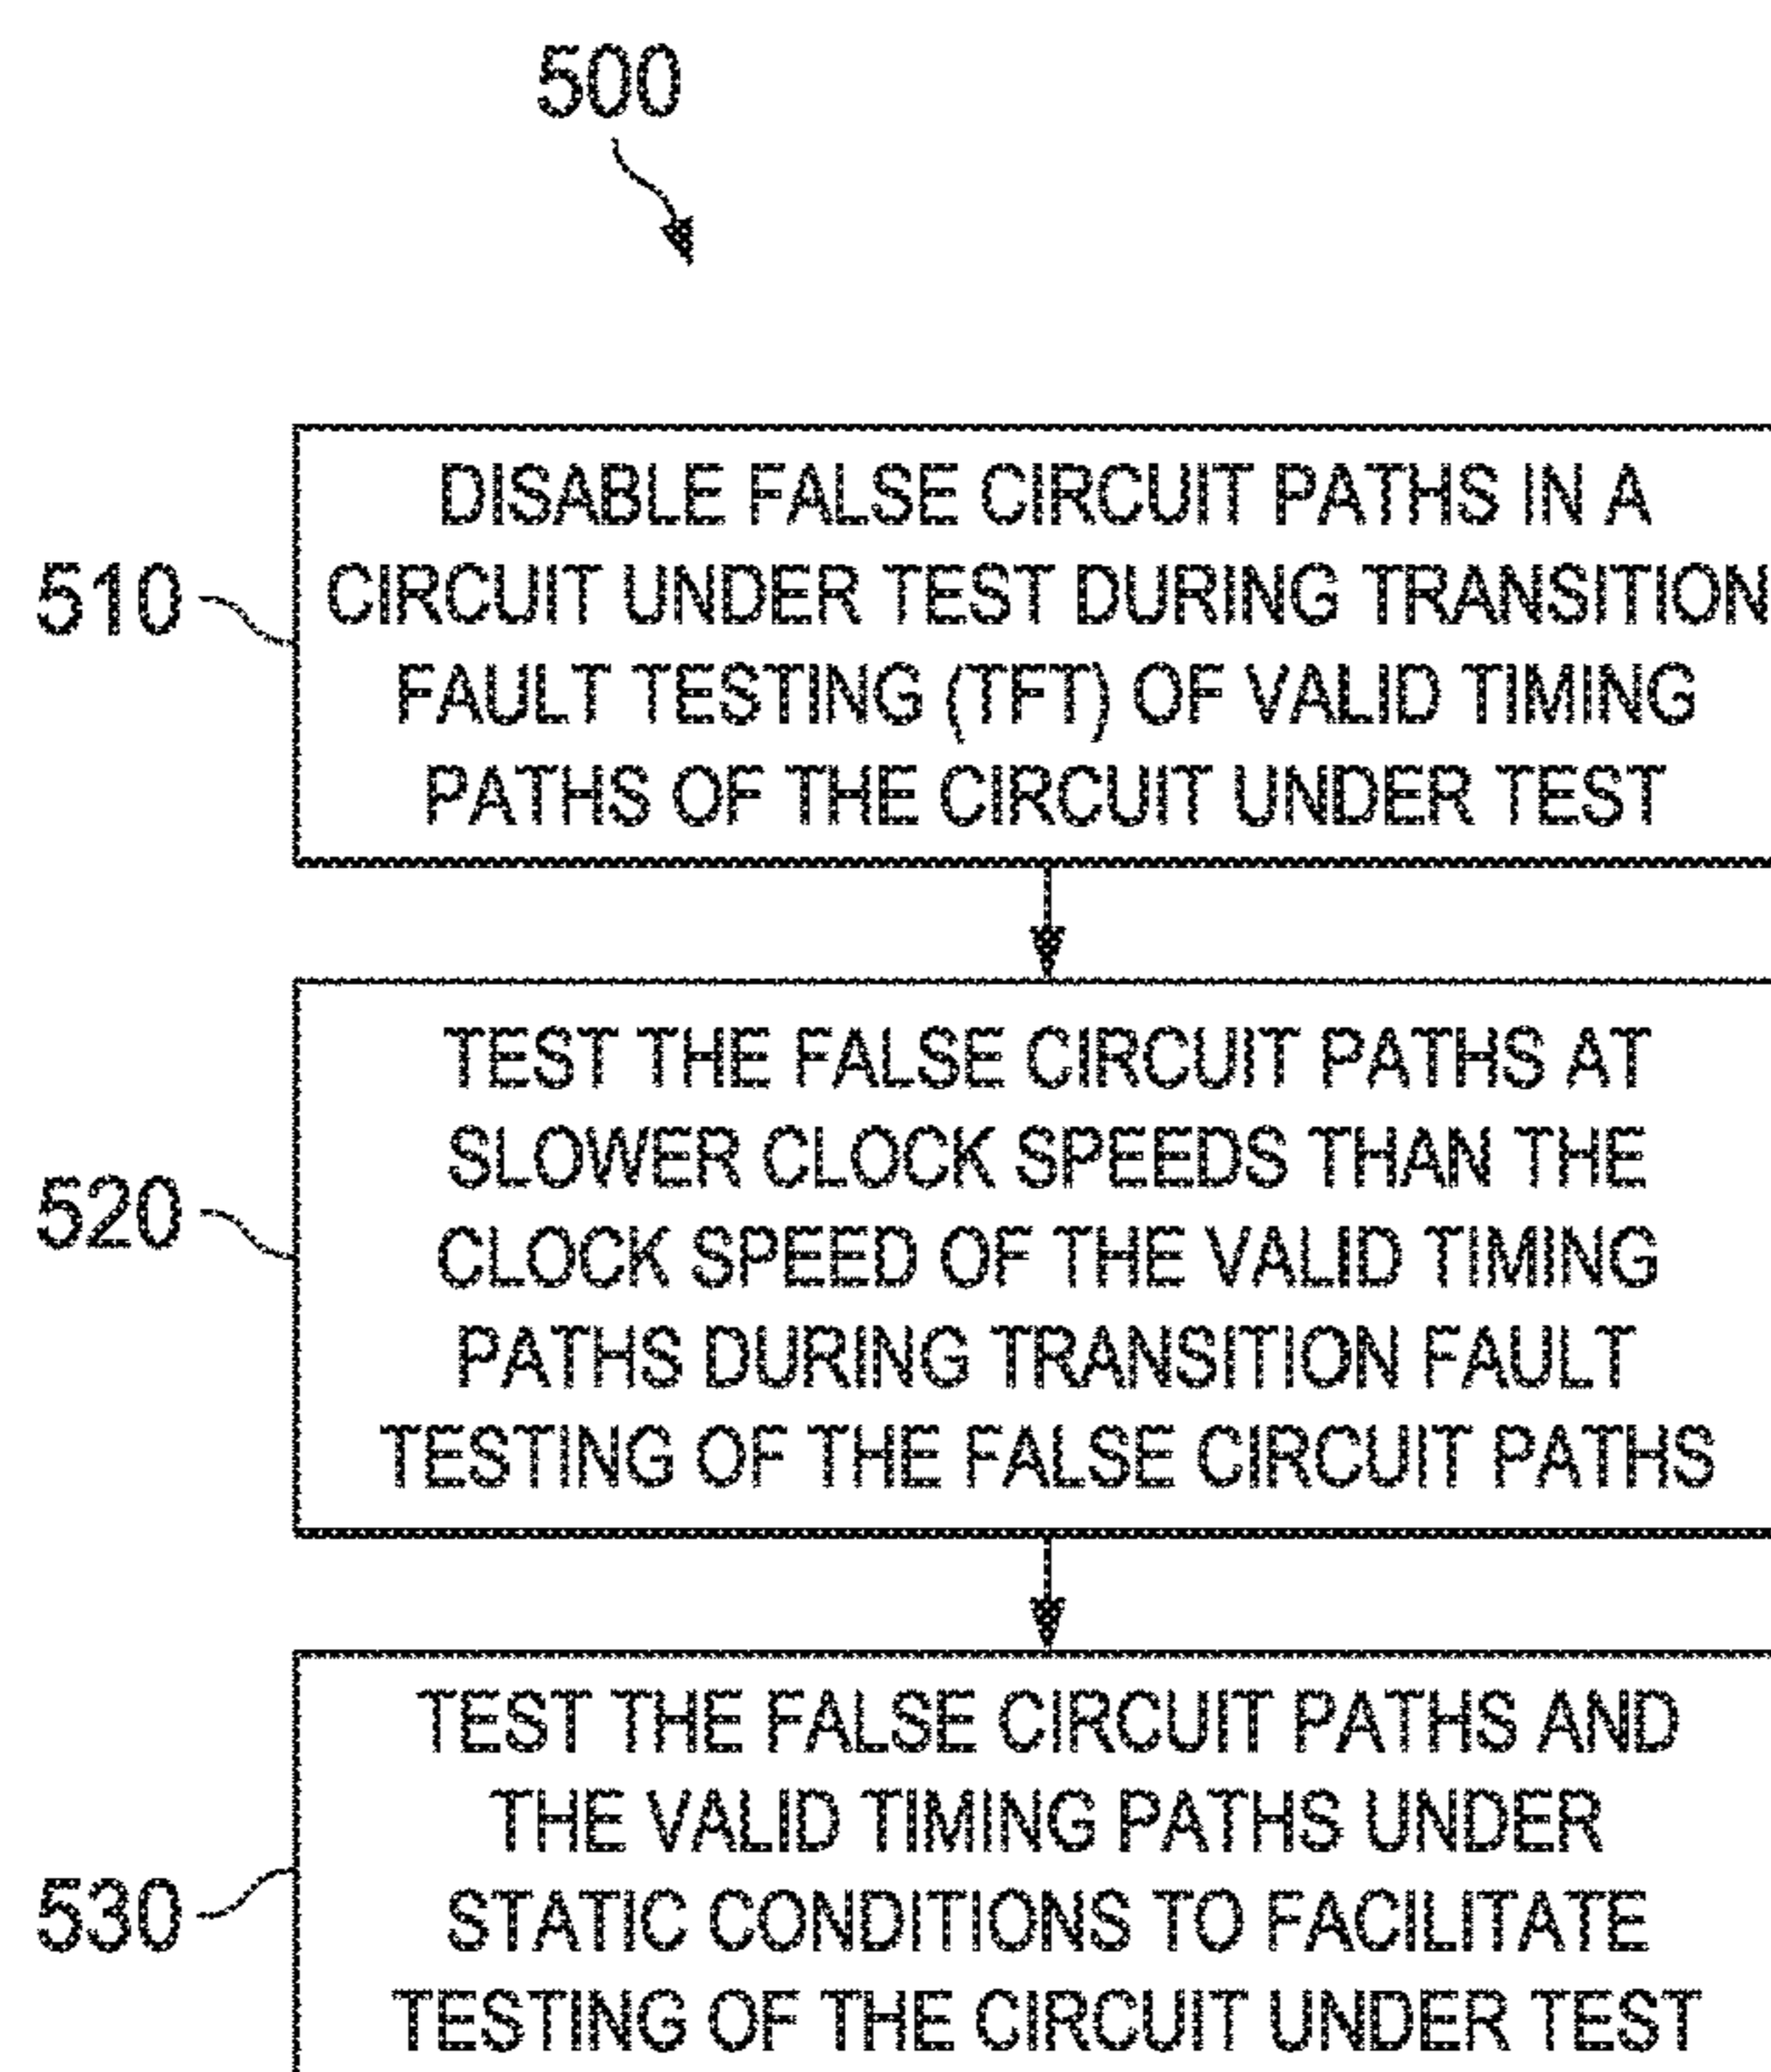 500
510
DISABLE FALSE CIRCUIT PATHS IN A
CIRCUIT UNDER TEST DURING TRANSITION
FAULT TESTING (TFT) OF VALID TIMING
PATHS OF THE CIRCUIT UNDER TEST
520
TEST THE FALSE CIRCUIT PATHS AT
SLOWER CLOCK SPEEDS THAN THE
CLOCK SPEED OF THE VALID TIMING
PATHS DURING TRANSITION FAULT
TESTING OF THE FALSE CIRCUIT PATHS
530
TEST THE FALSE CIRCUIT PATHS AND
THE VALID TIMING PATHS UNDER
STATIC CONDITIONS TO FACILITATE
TESTING OF THE CIRCUIT UNDER TEST